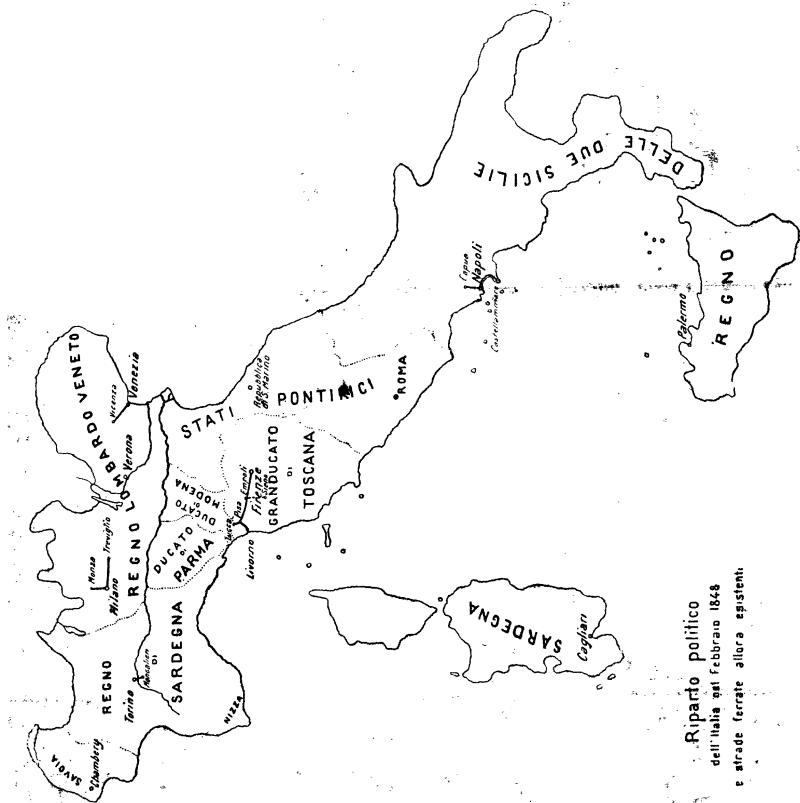 Riparto politico
dell'Italia nel Febbraio 1848
e strade ferrate allora esistenti
SAVOIA
Chambery
REGNO
DI
SARDEGNA
Torino
Moncalieri
NIZZA
REGNO LOMBARDO VENETO
Monza
Treviglio
Milano
Verona
Vicenza
Venezia
DUCATO
DI
PARMA
DUCATO
DI
MODENA
Lucca
Pisa
Empoli
Firenze
Livorno
GRANDUCATO
DI
TOSCANA
STATI PONTIFICI
Repubblica
di S. Marino
ROMA
Capua
Napoli
Castellammare
REGNO
DELLE DUE SICILIE
Palermo
SARDEGNA
Cagliari